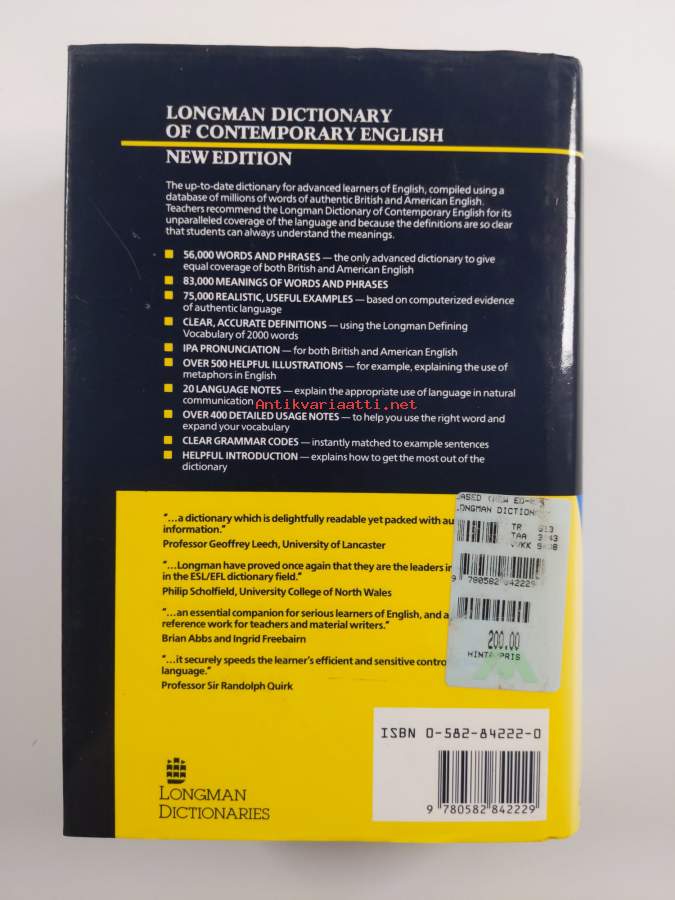 LONGMAN DICTIONARY
OF CONTEMPORARY ENGLISH
NEW EDITION
The up-to-date dictionary for advanced learners of English, compiled using a
database of millions of words of authentic British and American English.
Teachers recommend the Longman Dictionary of Contemporary English for its
unparalleled coverage of the language and because the definitions are so clear
that students can always understand the meanings.
56,000 WORDS AND PHRASES — the only advanced dictionary to give
equal coverage of both British and American English
83,000 MEANINGS OF WORDS AND PHRASES
75,000 REALISTIC, USEFUL EXAMPLES — based on computerized evidence
of authentic language
CLEAR, ACCURATE DEFINITIONS — using the Longman Defining
Vocabulary of 2000 words
IPA PRONUNCIATION — for both British and American English
OVER 500 HELPFUL ILLUSTRATIONS — for example, explaining the use of
metaphors in English
20 LANGUAGE NOTES — explain the appropriate use of language in natural
communication
Antikvariaatti.net
OVER 400 DETAILED USAGE NOTES — to help you use the right word and
expand your vocabulary
CLEAR GRAMMAR CODES — instantly matched to example sentences
HELPFUL INTRODUCTION — explains how to get the most out of the
dictionary
"...a dictionary which is delightfully readable yet packed with au
information."
Professor Geoffrey Leech, University of Lancaster
"...Longman have proved once again that they are the leaders in
in the ESL/EFL dictionary field."
Philip Scholfield, University College of North Wales
"...an essential companion for serious learners of English, and a
reference work for teachers and material writers."
Brian Abbs and Ingrid Freebairn
"...it securely speeds the learner's efficient and sensitive contro
language."
Professor Sir Randolph Quirk
LONGMAN DICTION
TR
TAA
9 780582 842229
200.00
HINTA PRIS
ISBN 0-582-84222-0
9 780582 842229
LONGMAN
DICTIONARIES